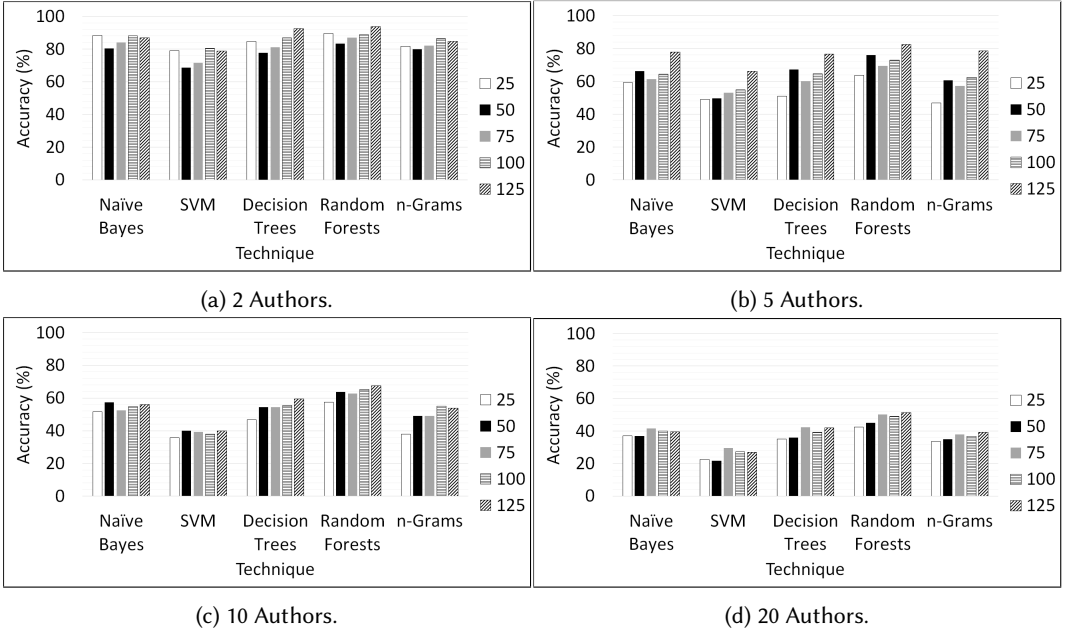 100
80
60
40
20
0
Accuracy (%)
Naïve Bayes
SVM
Decision Trees
Random Forests
n-Grams
Technique
25
50
75
100
125
(a) 2 Authors.
100
80
60
40
20
0
Accuracy (%)
Naïve Bayes
SVM
Decision Trees
Random Forests
n-Grams
Technique
25
50
75
100
125
(b) 5 Authors.
100
80
60
40
20
0
Accuracy (%)
Naïve Bayes
SVM
Decision Trees
Random Forests
n-Grams
Technique
25
50
75
100
125
(c) 10 Authors.
100
80
60
40
20
0
Accuracy (%)
Naïve Bayes
SVM
Decision Trees
Random Forests
n-Grams
Technique
25
50
75
100
125
(d) 20 Authors.